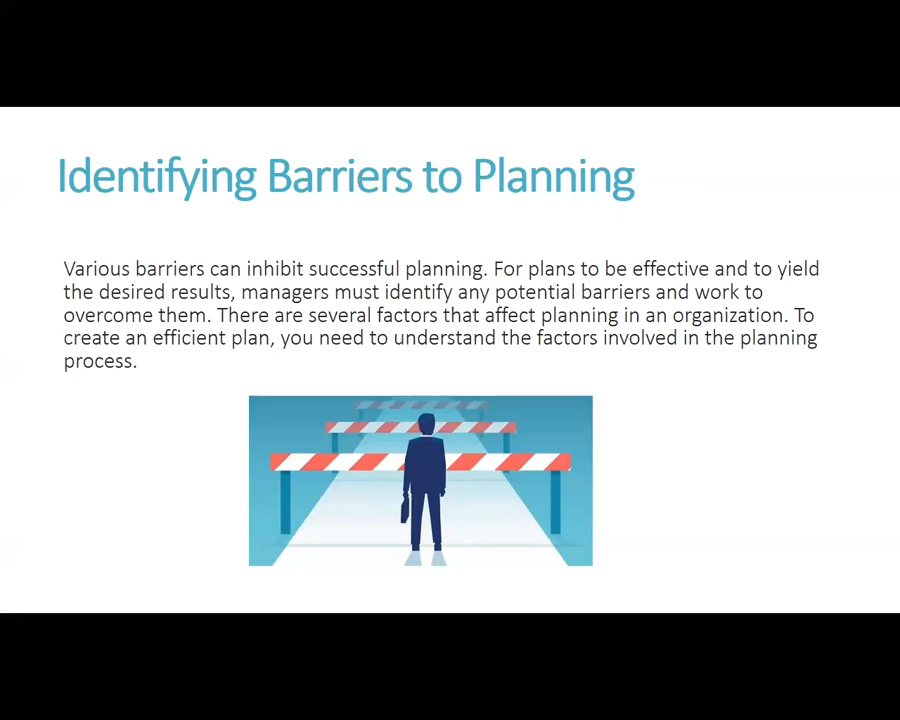 Identifying Barriers to Planning
Various barriers can inhibit successful planning. For plans to be effective and to yield
the desired results, managers must identify any potential barriers and work to
overcome them. There are several factors that affect planning in an organization. To
create an efficient plan, you need to understand the factors involved in the planning
process.